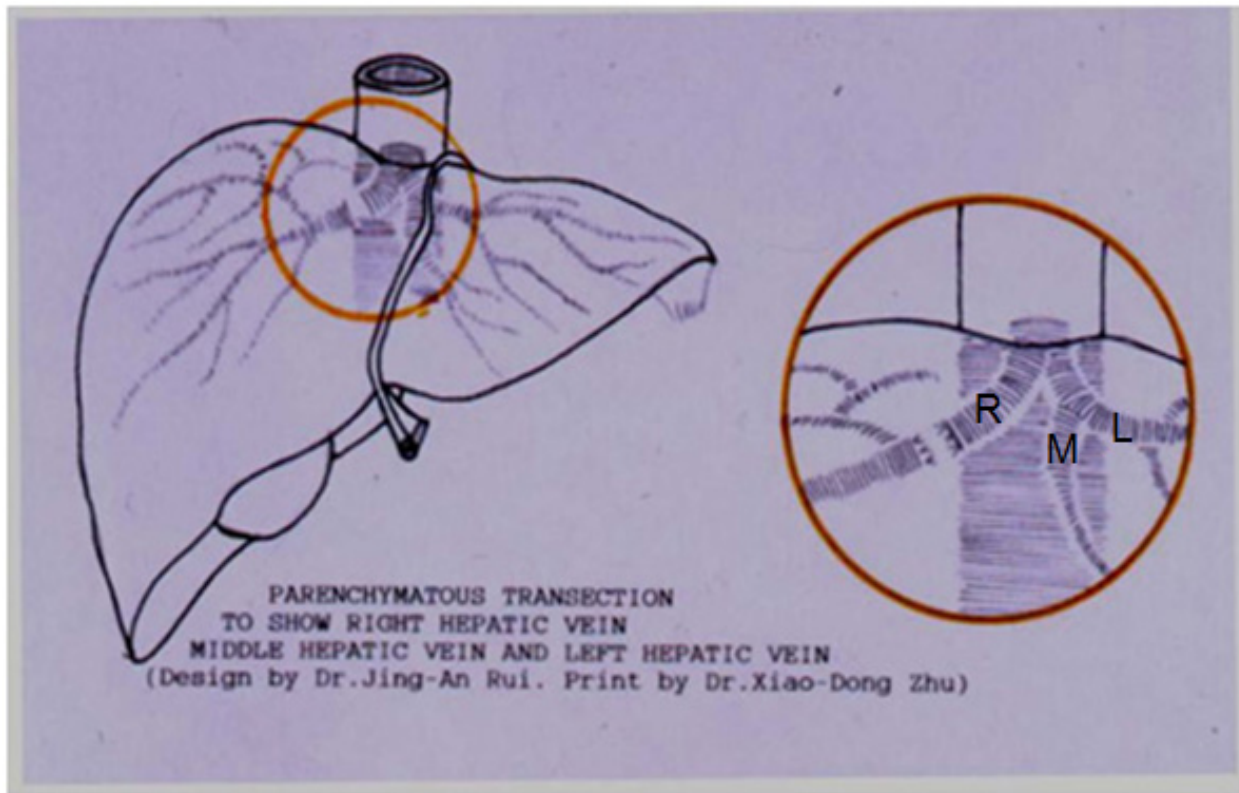 R
M
L
PARENCHYMATOUS TRANSECTION
TO SHOW RIGHT HEPATIC VEIN
MIDDLE HEPATIC VEIN AND LEFT HEPATIC VEIN
(Design by Dr.Jing-An Rui. Print by Dr.Xiao-Dong Zhu)